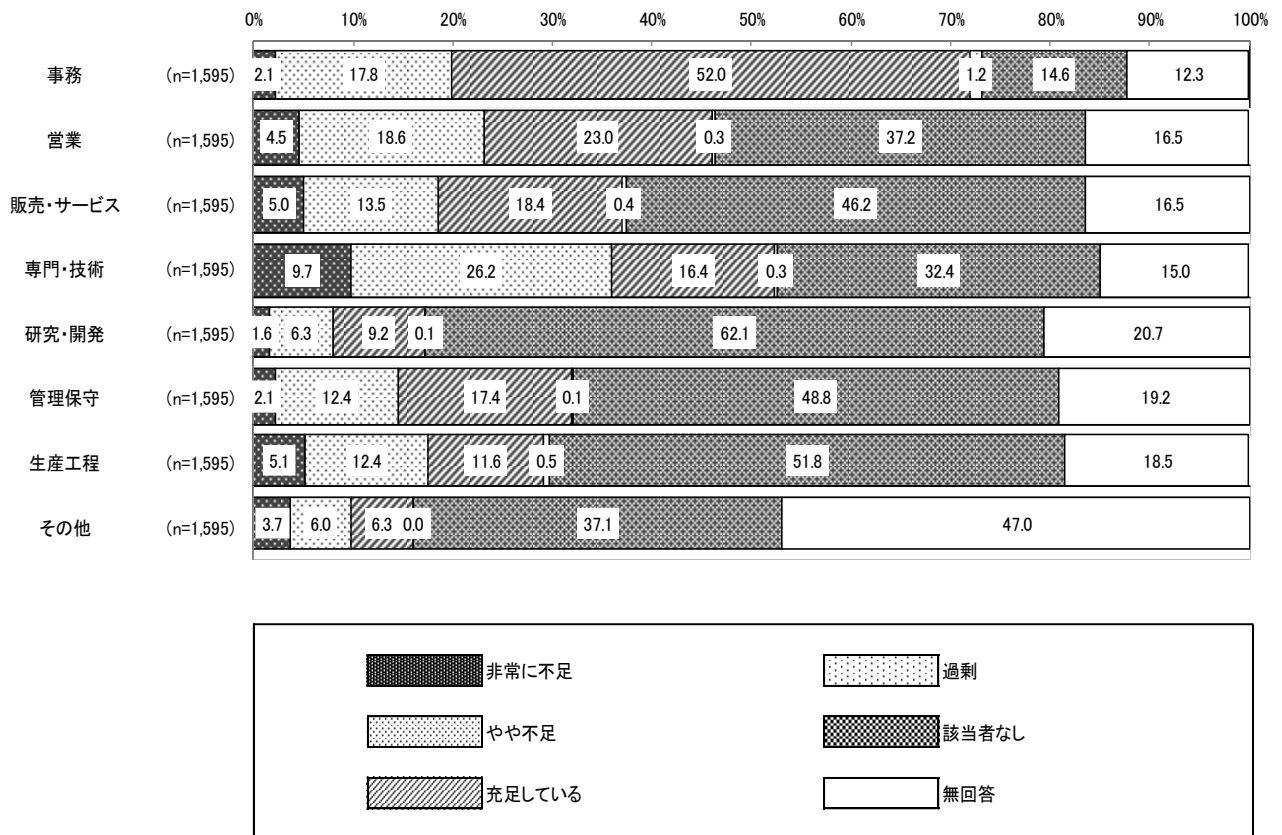 0% 10% 20% 30% 40% 50% 60% 70% 80% 90% 100%
事務 (n=1,595) 2.1 17.8 52.0 1.2 14.6 12.3
営業 (n=1,595) 4.5 18.6 23.0 0.3 37.2 16.5
販売・サービス (n=1,595) 5.0 13.5 18.4 0.4 46.2 16.5
専門・技術 (n=1,595) 9.7 26.2 16.4 0.3 32.4 15.0
研究・開発 (n=1,595) 1.6 6.3 9.2 0.1 62.1 20.7
管理保守 (n=1,595) 2.1 12.4 17.4 0.1 48.8 19.2
生産工程 (n=1,595) 5.1 12.4 11.6 0.5 51.8 18.5
その他 (n=1,595) 3.7 6.0 6.3 0.0 37.1 47.0
非常に不足 過剰
やや不足 該当者なし
充足している 無回答